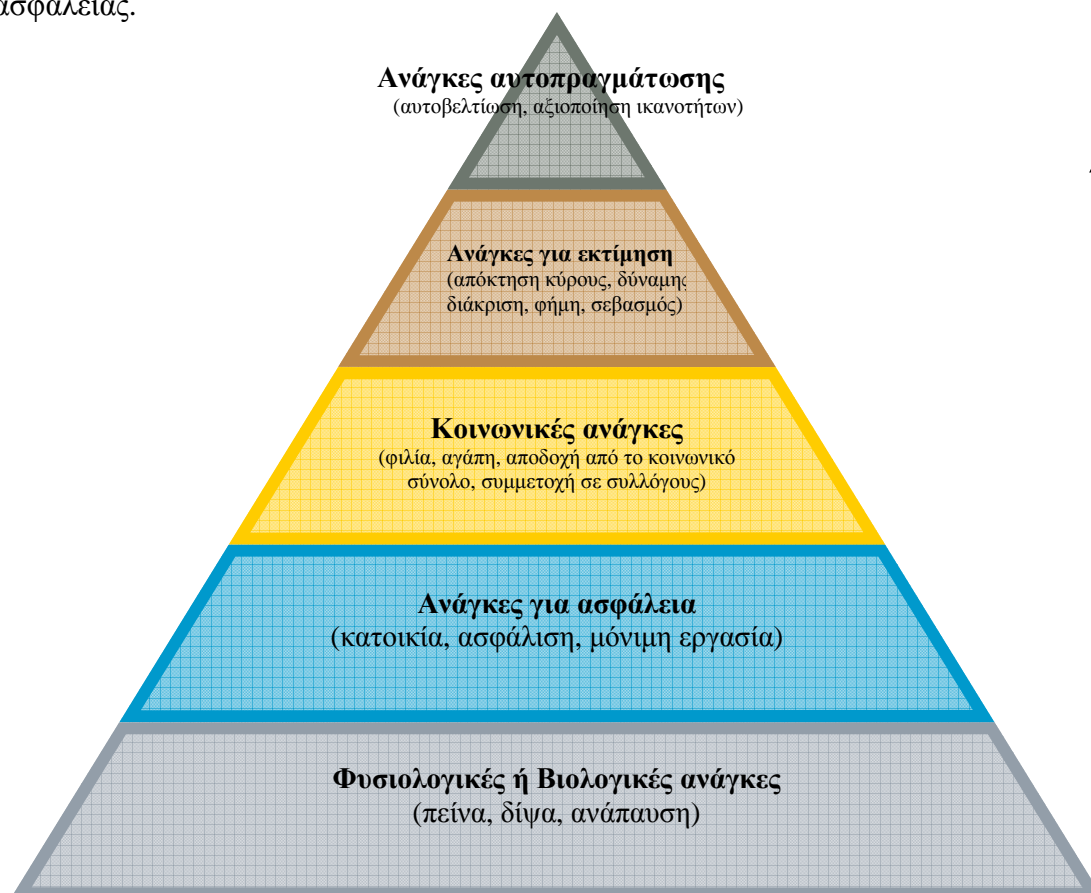 ασφάλειας.
Ανάγκες αυτοπραγμάτωσης
(αυτοβελτίωση, αξιοποίηση ικανοτήτων)
Ανάγκες για εκτίμηση
(απόκτηση κύρους, δύναμης
διάκριση, φήμη, σεβασμός)
Κοινωνικές ανάγκες
(φιλία, αγάπη, αποδοχή από το κοινωνικό
σύνολο, συμμετοχή σε συλλόγους)
Ανάγκες για ασφάλεια
(κατοικία, ασφάλιση, μόνιμη εργασία)
Φυσιολογικές ή Βιολογικές ανάγκες
(πείνα, δίψα, ανάπαυση)